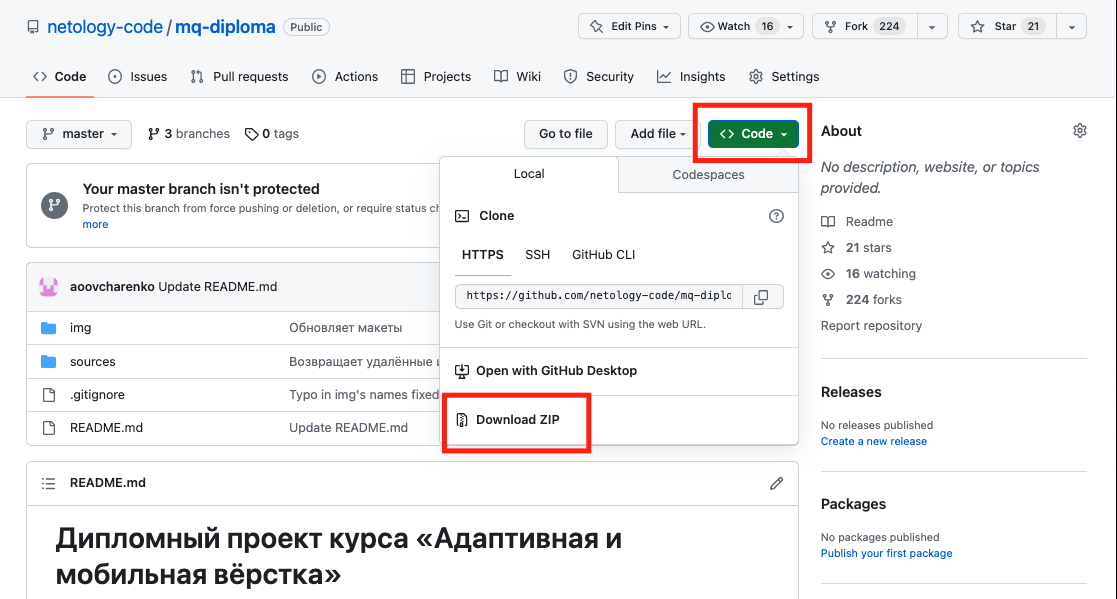 netology-code / mq-diploma Public
Edit Pins Watch 16 Fork 224 Star 21
Code Issues Pull requests Actions Projects Wiki Security Insights Settings
master 3 branches 0 tags Go to file Add file Code
Local Codespaces
Clone
HTTPS SSH GitHub CLI
https://github.com/netology-code/mq-diplo
Use Git or checkout with SVN using the web URL.
Open with GitHub Desktop
Download ZIP
Your master branch isn't protected
Protect this branch from force pushing or deletion, or require status
more
aoovcharenko Update README.md
img Обновляет макеты
sources Возвращает удалённые
.gitignore Typo in img's names fixed
README.md Update README.md
README.md
Дипломный проект курса «Адаптивная и
мобильная вёрстка»
About
No description, website, or topics
provided.
Readme
21 stars
16 watching
224 forks
Report repository
Releases
No releases published
Create a new release
Packages
No packages published
Publish your first package